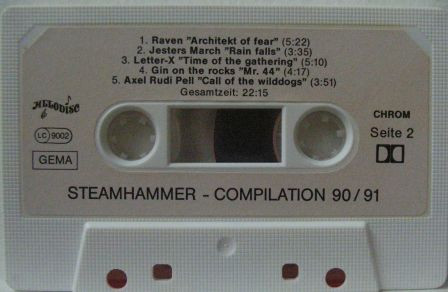 1. Raven "Architekt of fear" (5:22)
2. Jesters March "Rain falls" (3:35)
3. Letter-X "Time of the gathering" (5:10)
4. Gin on the rocks "Mr. 44" (4:17)
5. Axel Rudi Pell "Call of the wilddogs" (3:51)
Gesamtzeit: 22:15
MELODISC
CHROM
LC 9002
Seite 2
GEMA
STEAMHAMMER - COMPILATION 90/91